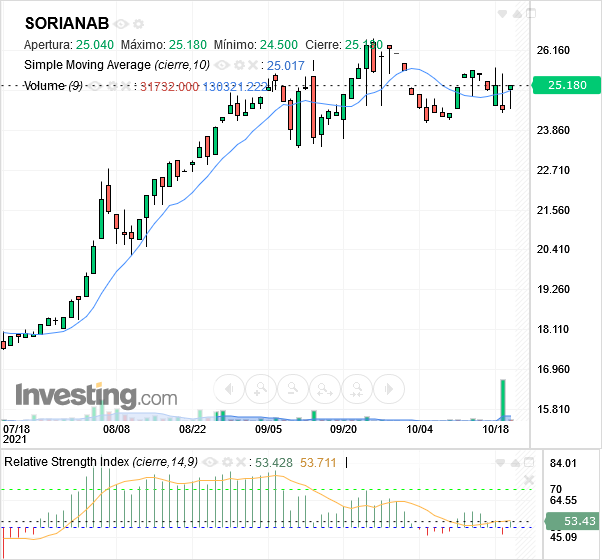 SORIANAB
Apertura: 25.040 Máximo: 25.180 Mínimo: 24.500 Cierre: 25.180
Simple Moving Average (cierre,10) : 25.017
Volume (9) : 31732.000 130321.222
26.160
25.180
23.860
22.710
21.560
20.410
19.260
18.110
16.960
15.810
Investing.com
07/18 08/08 08/22 09/05 09/20 10/04 10/18
2021
Relative Strength Index (cierre,14,9) : 53.428 53.711
84.01
70
64.55
53.43
45.09